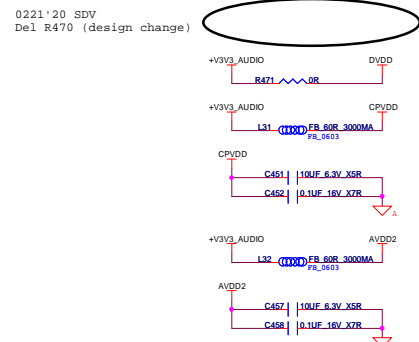 0221'20 SDV
Del R470 (design change)
+V3V3_AUDIO DVDD
R471 0R
+V3V3_AUDIO CPVDD
L31 FB_60R_3000MA
FB_0603
CPVDD
C451 10UF_6.3V_X5R
C452 0.1UF_16V_X7R
A
+V3V3_AUDIO AVDD2
L32 FB_60R_3000MA
FB_0603
AVDD2
C457 10UF_6.3V_X5R
C458 0.1UF_16V_X7R